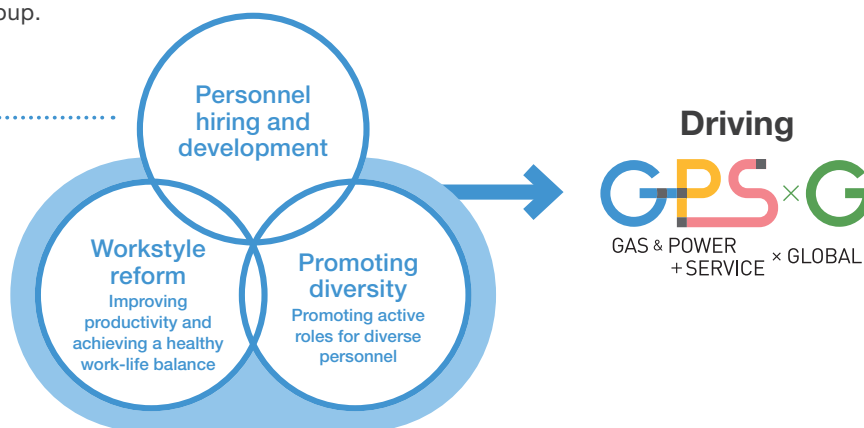 oup.
Personnel
hiring and
development
Workstyle
reform
Improving
productivity and
achieving a healthy
work-life balance
Promoting
diversity
Promoting active
roles for diverse
personnel
Driving
GPS×G
GAS & POWER
+SERVICE × GLOBAL